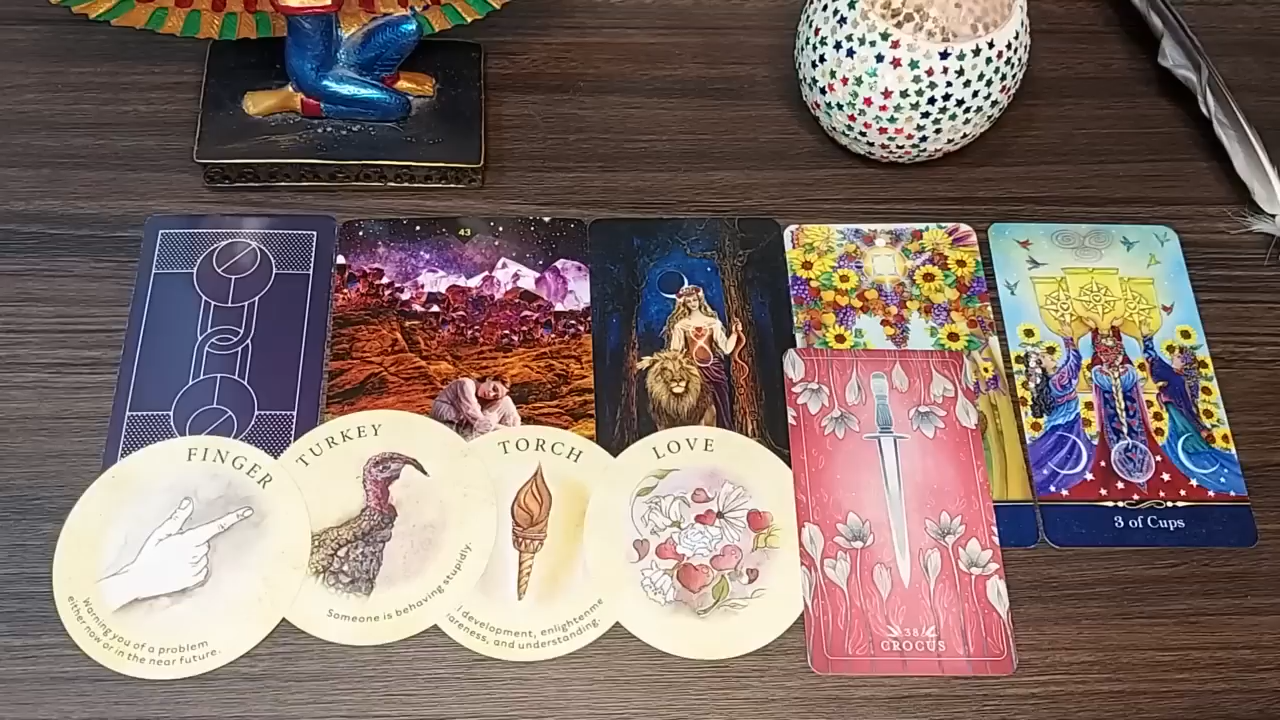 43
FINGER
Warning you of a problem
either now or in the near future.
TURKEY
Someone is behaving stupidly.
TORCH
development, enlightenme
and understanding.
LOVE
38
CROCUS
3 of Cups